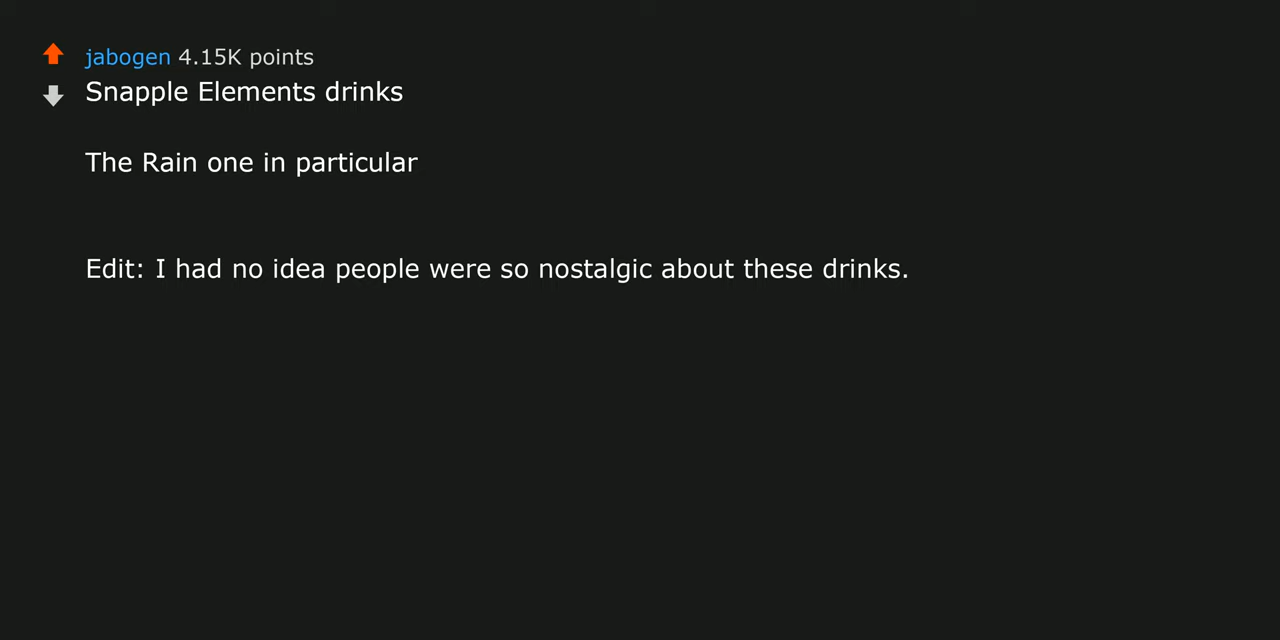 jabogen 4.15K points
Snapple Elements drinks
The Rain one in particular
Edit: I had no idea people were so nostalgic about these drinks.